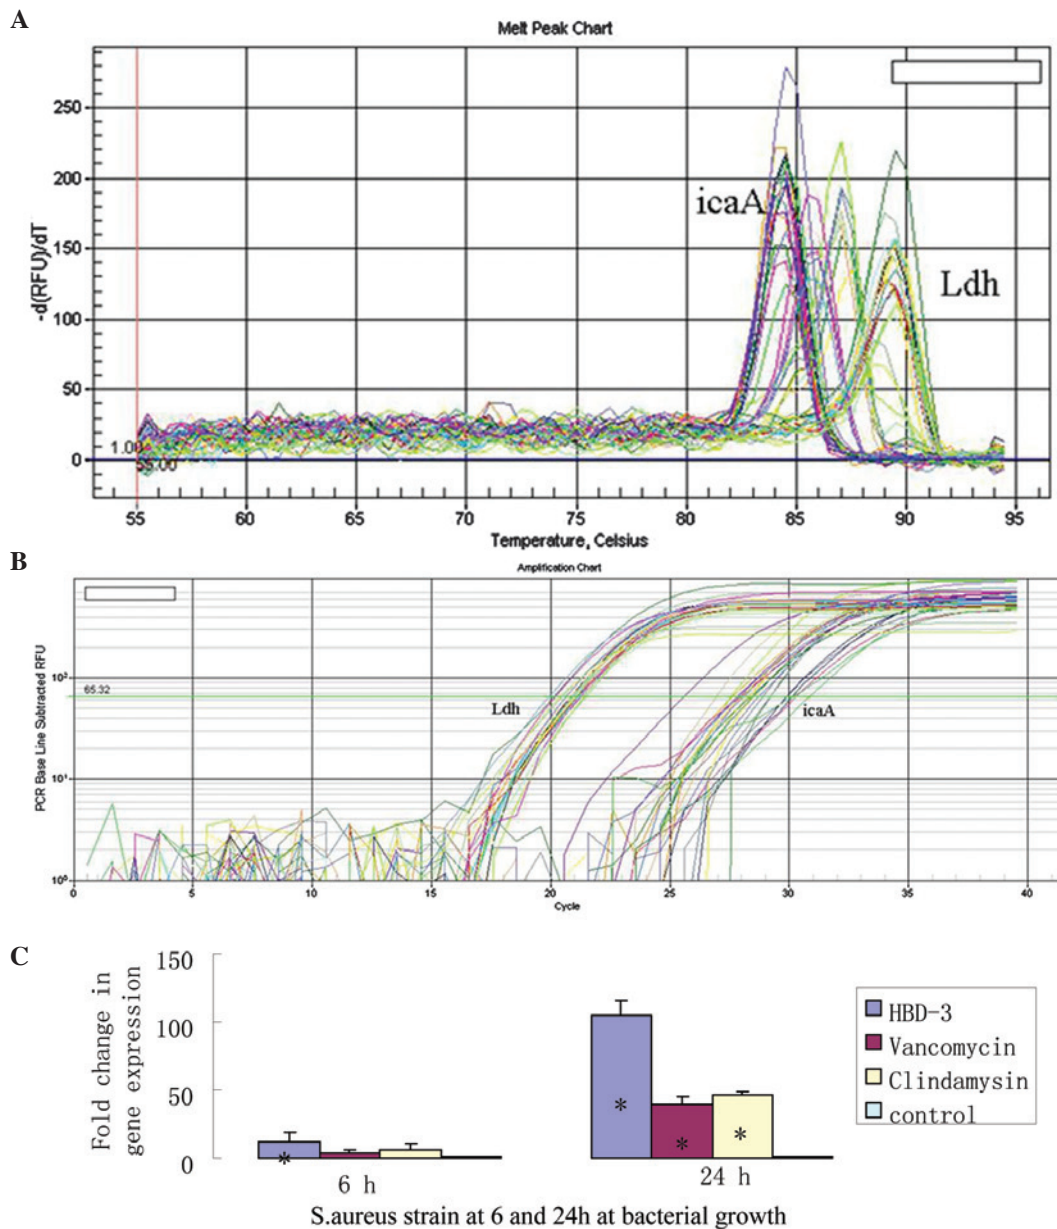 A
Melt Peak Chart
-d(RFU)/dT
250
200
150
100
50
0
icaA
Ldh
1.00
55.00
55 60 65 70 75 80 85 90 95
Temperature, Celsius
B
Amplification Chart
PCR Base Line Subtracted RFU
10²
10¹
10⁰
65.32
Ldh
icaA
0 5 10 15 20 25 30 35 40
Cycle
C
Fold change in
gene expression
150
100
50
0
*
*
*
*
6 h
24 h
HBD-3
Vancomycin
Clindamysin
control
S.aureus strain at 6 and 24h at bacterial growth